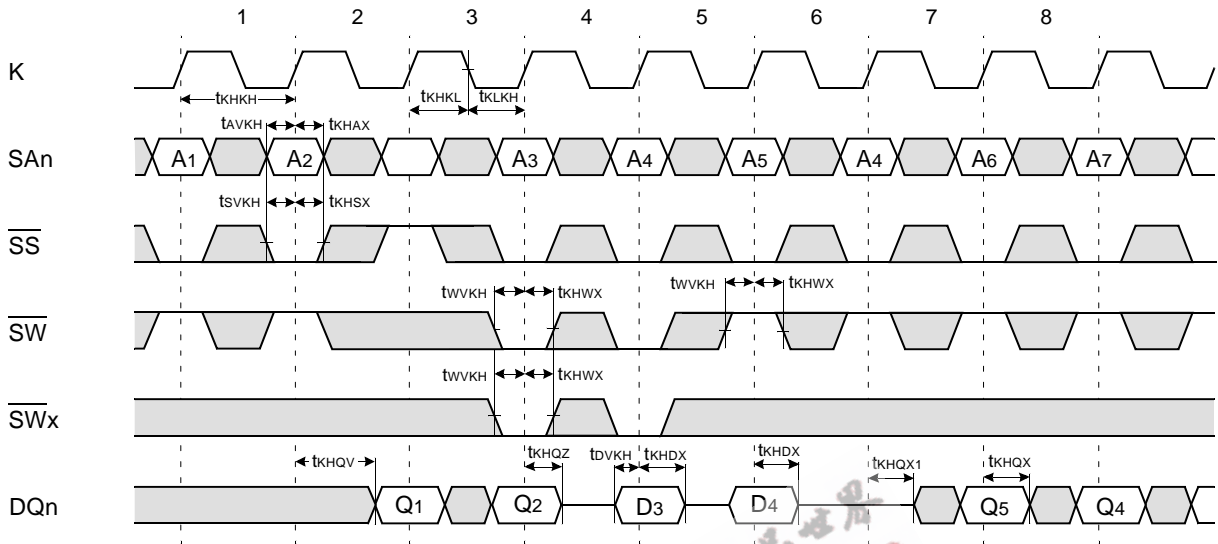 1 2 3 4 5 6 7 8
K
tKHKH tKHKL tKLKH
tAVKH tKHAX
SAn A1 A2 A3 A4 A5 A4 A6 A7
tSVKH tKHSX
SS
tWVKH tKHWX tWVKH tKHWX
SW
tWVKH tKHWX
SWx
tKHQV tKHQZ tDVKH tKHDX tKHDX tKHQX1 tKHQX
DQn Q1 Q2 D3 D4 Q5 Q4